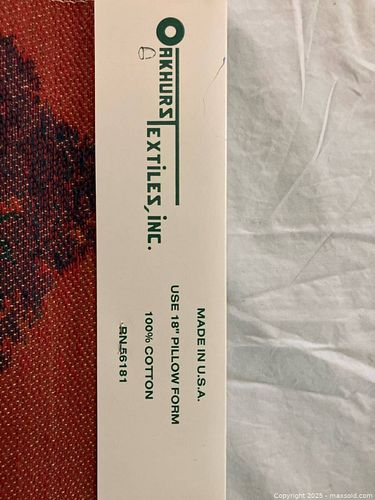 OAKHURST TEXTILES, INC.
MADE IN U.S.A.
USE 18" PILLOW FORM
100% COTTON
RN 56181
Copyright © 2025 - maxsold.com